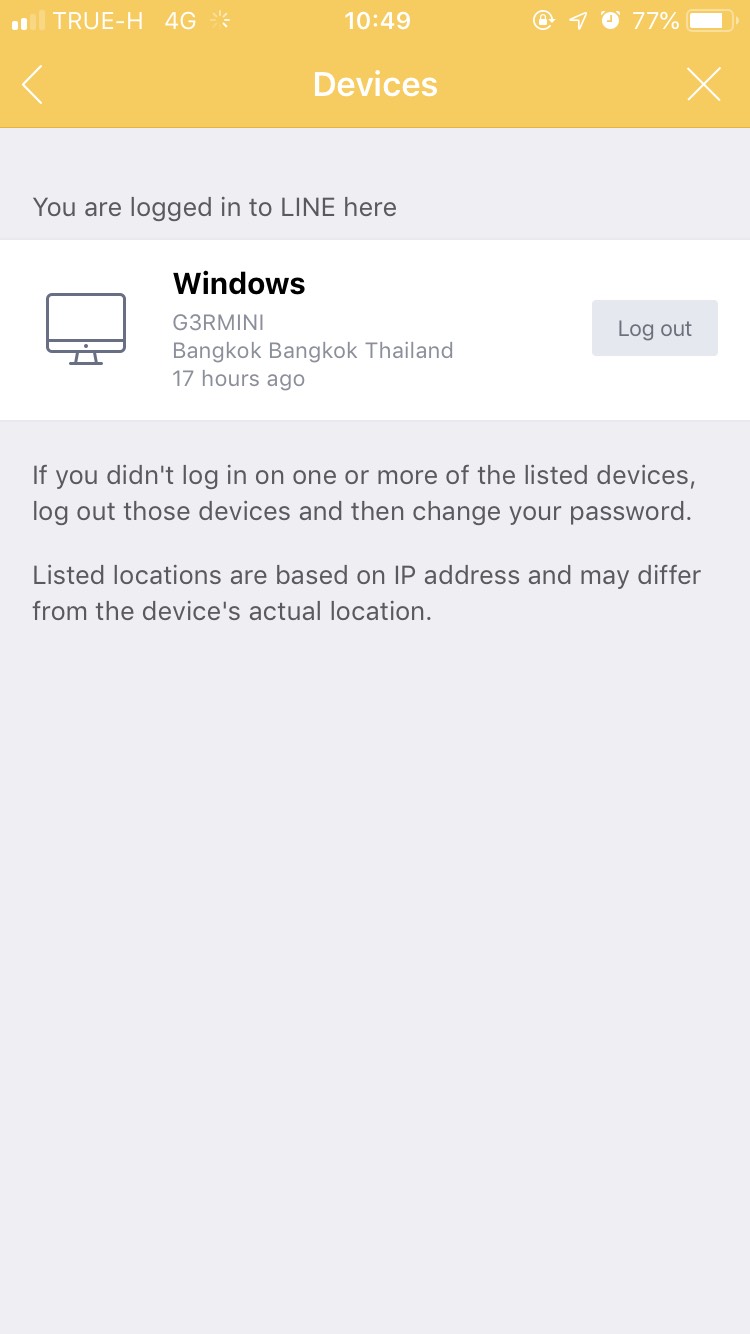 TRUE-H 4G 10:49 77%
Devices
You are logged in to LINE here
Windows
G3RMINI
Bangkok Bangkok Thailand
17 hours ago
Log out
If you didn't log in on one or more of the listed devices,
log out those devices and then change your password.
Listed locations are based on IP address and may differ
from the device's actual location.